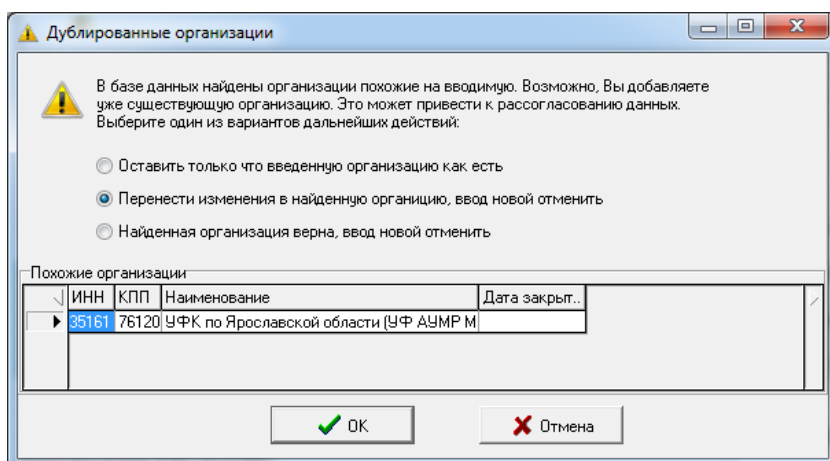 Дублированные организации
В базе данных найдены организации похожие на вводимую. Возможно, Вы добавляете
уже существующую организацию. Это может привести к рассогласованию данных.
Выберите один из вариантов дальнейших действий:
Оставить только что введенную организацию как есть
Перенести изменения в найденную органицию, ввод новой отменить
Найденная организация верна, ввод новой отменить
Похожие организации
ИНН КПП Наименование Дата закрыт..
35161 76120 УФК по Ярославской области (УФ АУМР М
OK Отмена